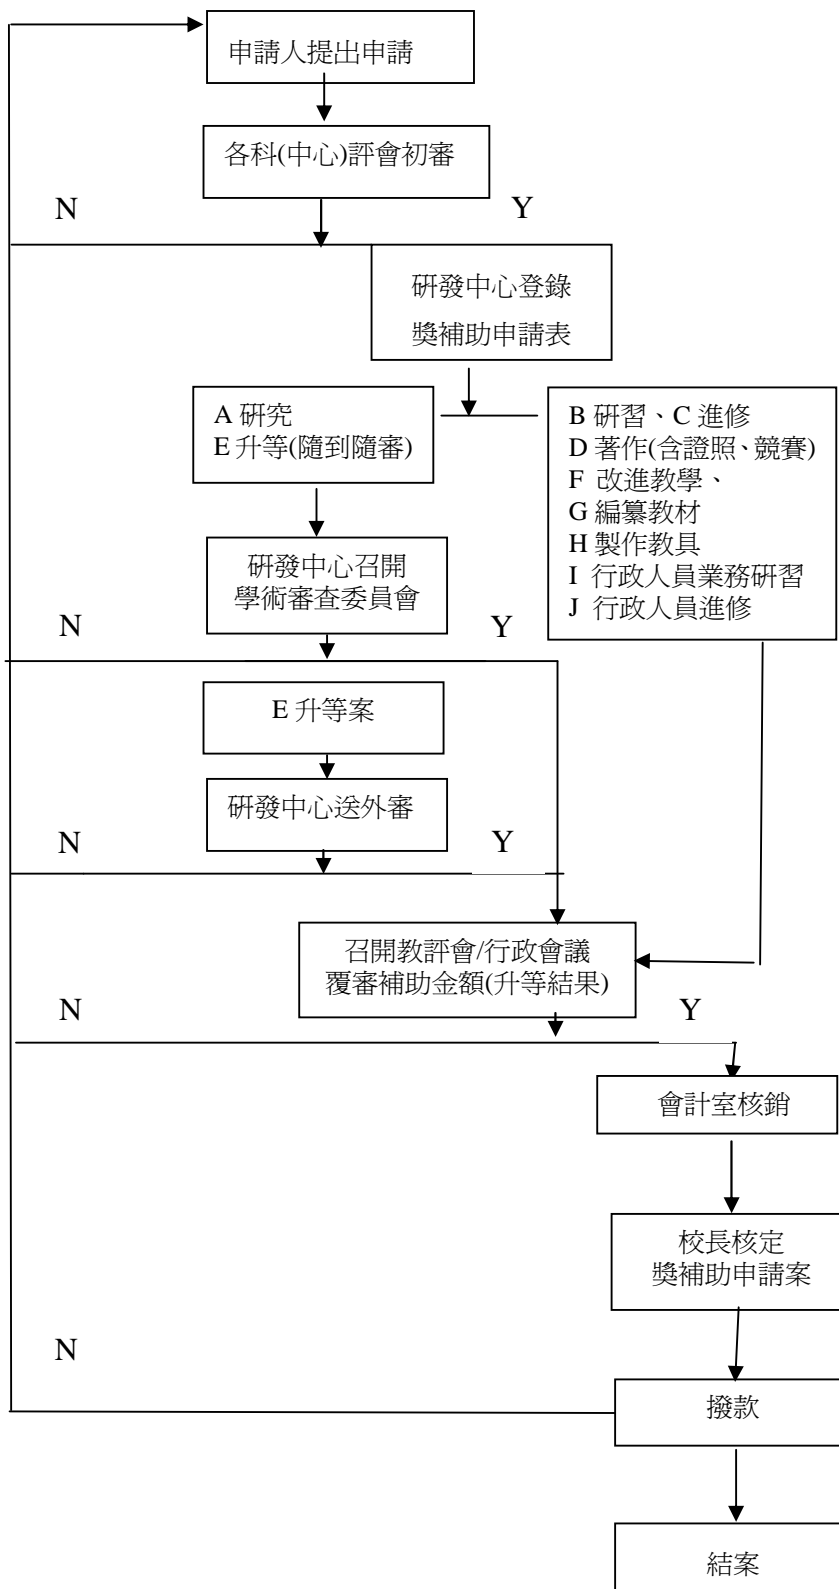 申請人提出申請
各科(中心)評會初審
N
Y
研發中心登錄
獎補助申請表
A 研究
E 升等(隨到隨審)
B 研習、C 進修
D 著作(含證照、競賽)
F 改進教學、
G 編纂教材
H 製作教具
I 行政人員業務研習
J 行政人員進修
研發中心召開
學術審查委員會
N
Y
E 升等案
研發中心送外審
N
Y
召開教評會/行政會議
覆審補助金額(升等結果)
N
Y
會計室核銷
校長核定
獎補助申請案
N
撥款
結案